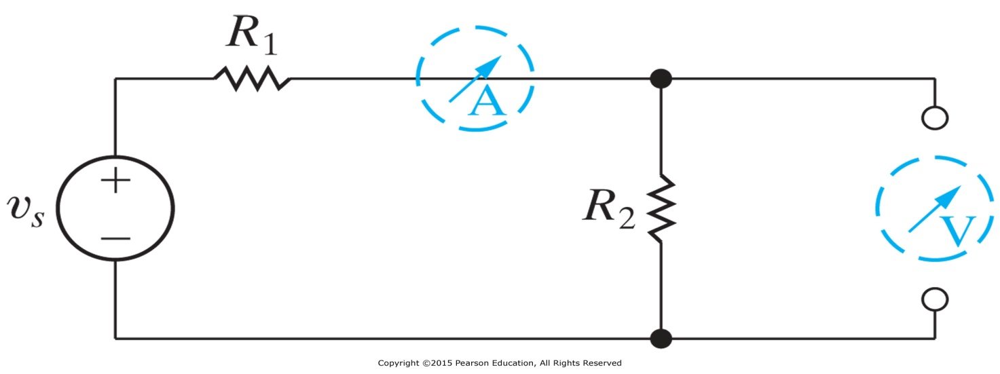 R₁
A
+
vₛ
−
R₂
V
Copyright ©2015 Pearson Education, All Rights Reserved